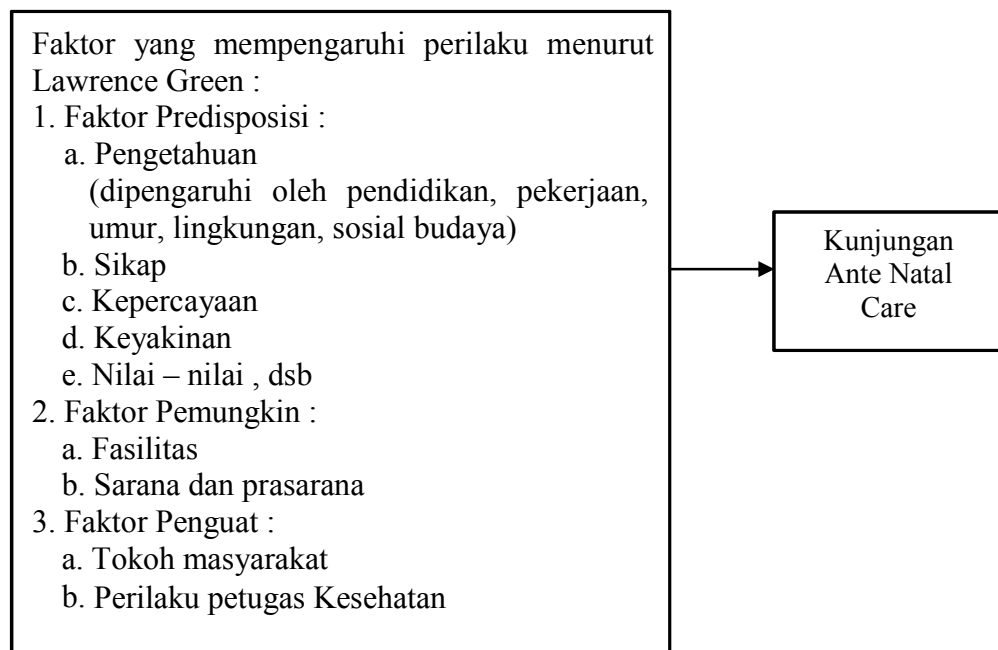 Faktor yang mempengaruhi perilaku menurut
Lawrence Green :
1. Faktor Predisposisi :
a. Pengetahuan
(dipengaruhi oleh pendidikan, pekerjaan,
umur, lingkungan, sosial budaya)
b. Sikap
c. Kepercayaan
d. Keyakinan
e. Nilai – nilai , dsb
2. Faktor Pemungkin :
a. Fasilitas
b. Sarana dan prasarana
3. Faktor Penguat :
a. Tokoh masyarakat
b. Perilaku petugas Kesehatan
Kunjungan
Ante Natal
Care